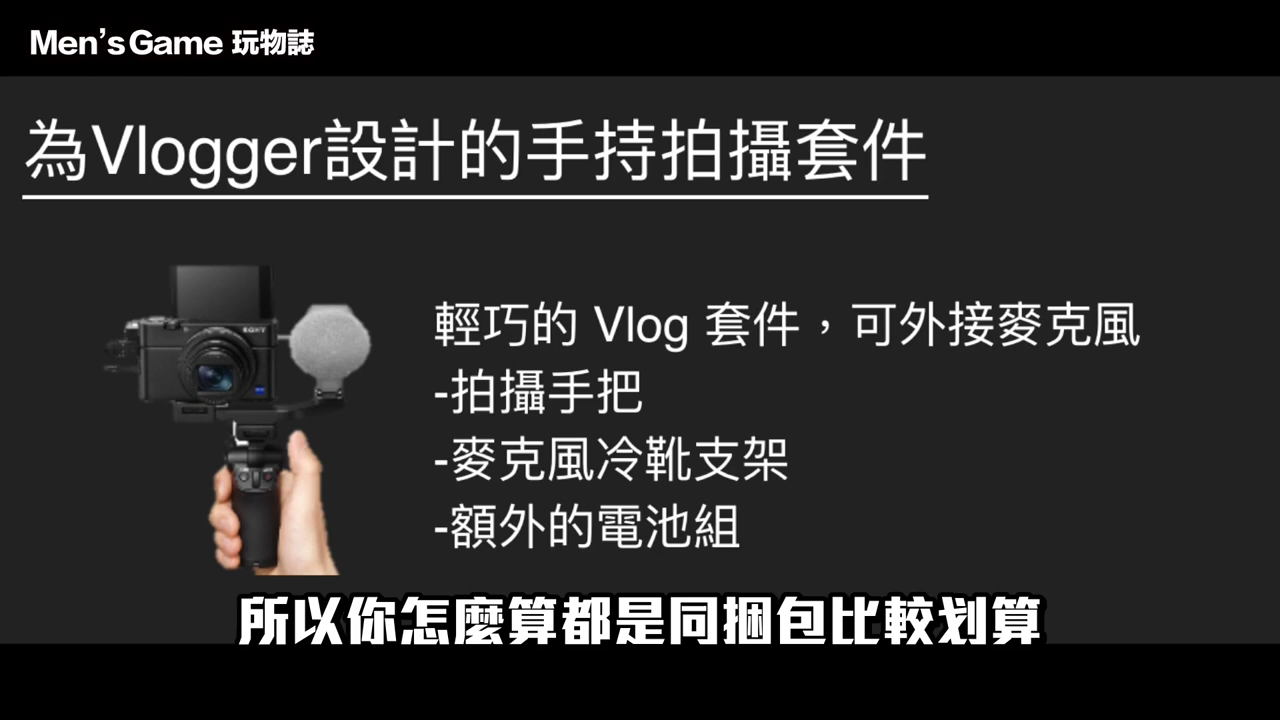 Men'sGame 玩物誌
為Vlogger設計的手持拍攝套件
SONY
輕巧的 Vlog 套件，可外接麥克風
-拍攝手把
-麥克風冷靴支架
-額外的電池組
所以你怎麼算都是同捆包比較划算